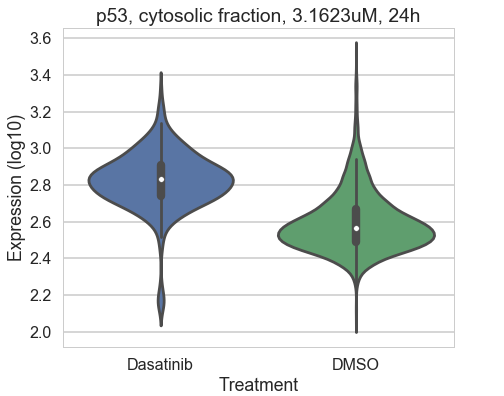 p53, cytosolic fraction, 3.1623uM, 24h
3.6
3.4
3.2
3.0
2.8
2.6
2.4
2.2
2.0
Expression (log10)
Dasatinib DMSO
Treatment